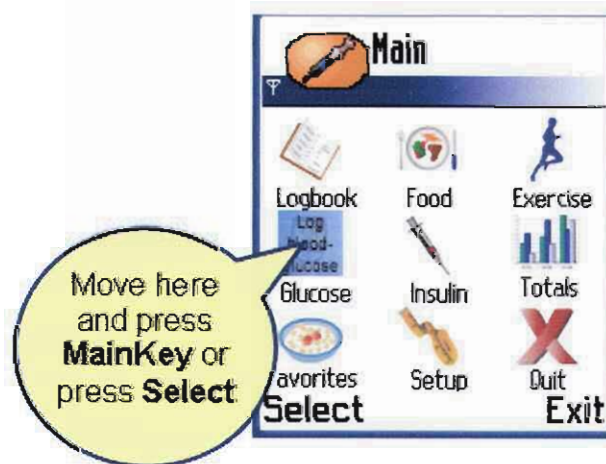 Main
Logbook Food Exercise
Log
blood-
glucose
Glucose Insulin Totals
Move here
and press
MainKey or
press Select
avorites Setup Quit
Select Exit